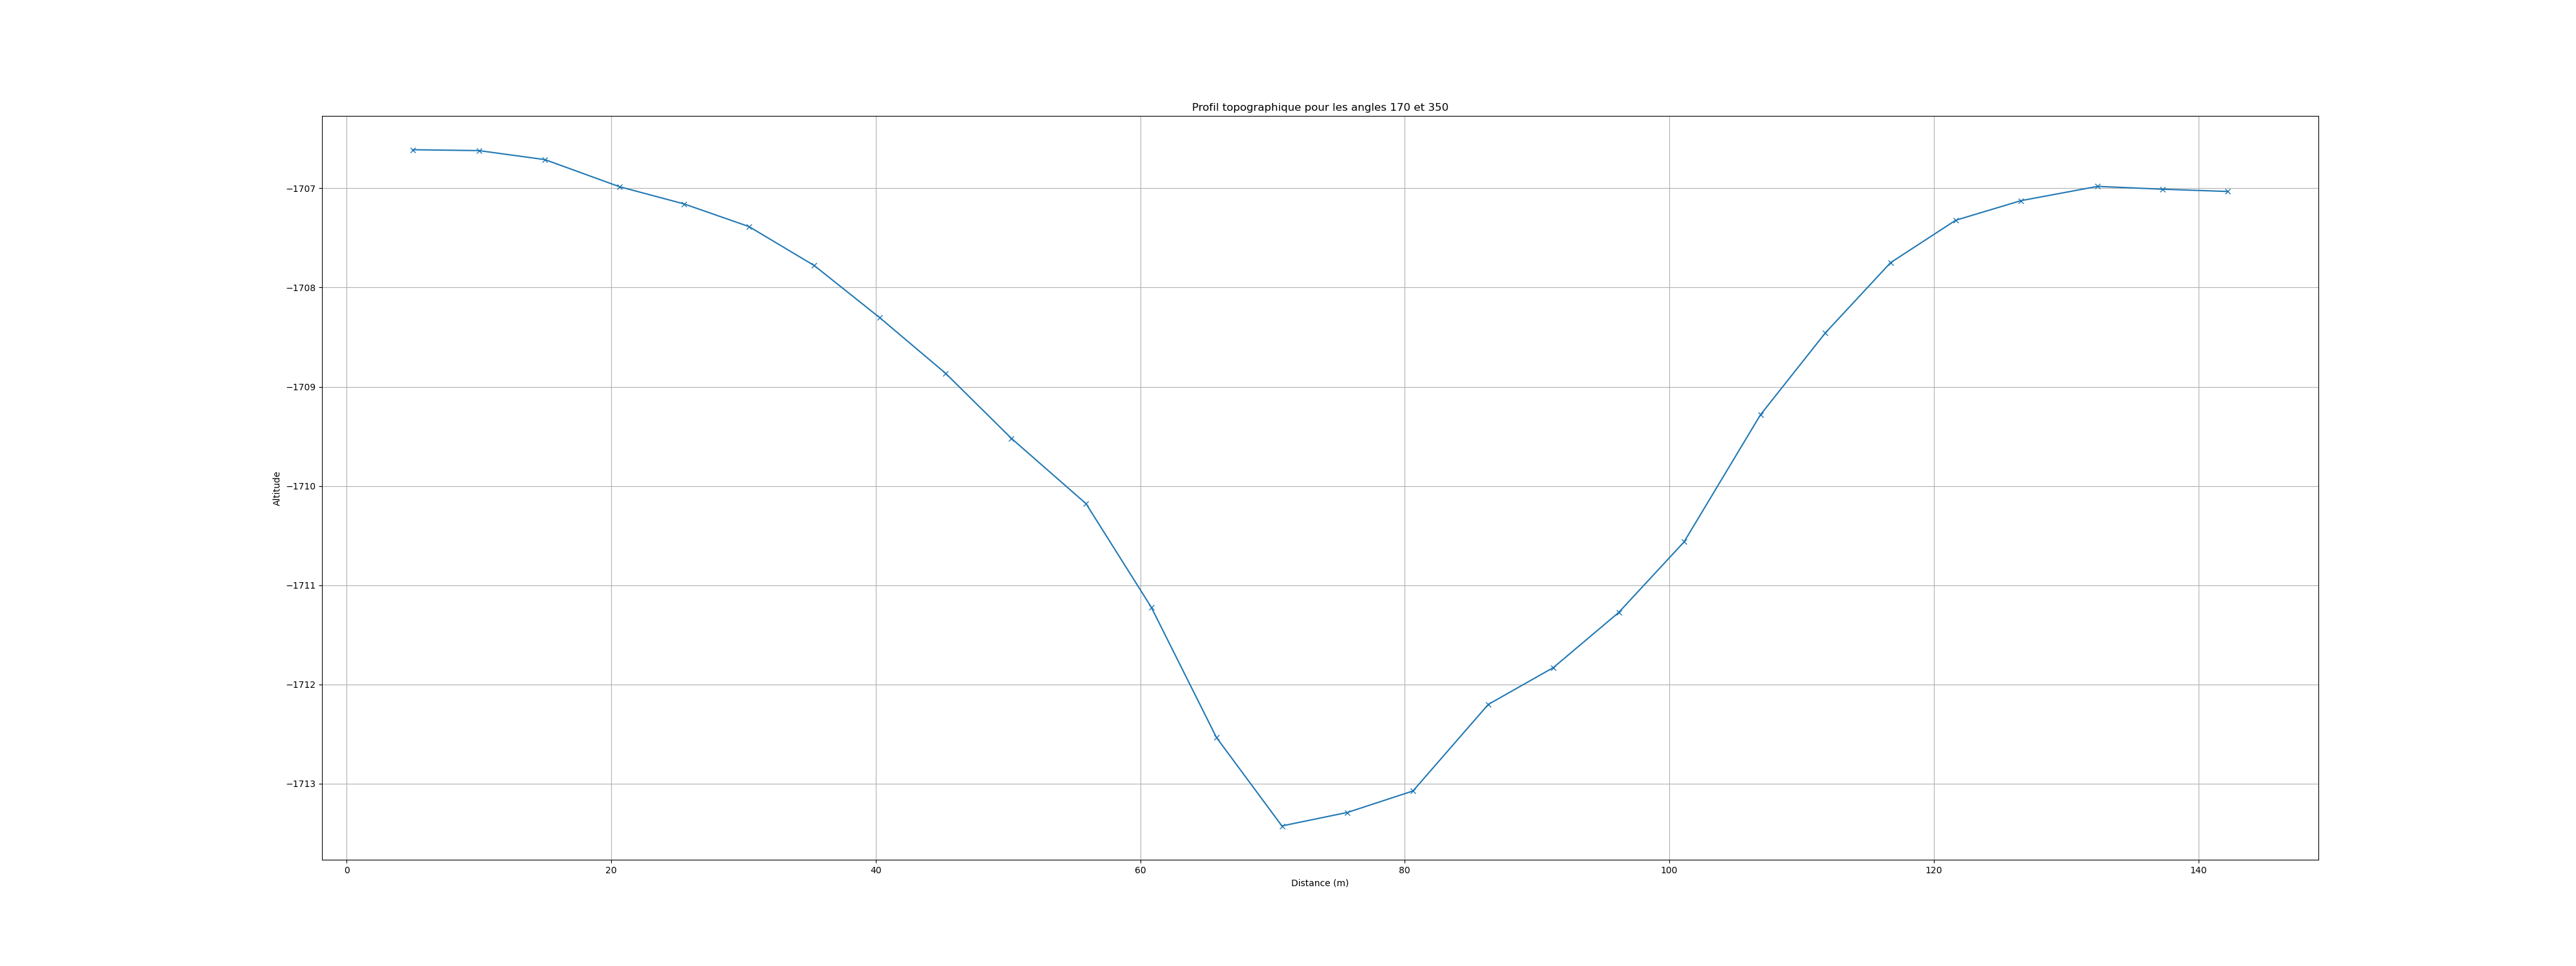 Profil topographique pour les angles 170 et 350
Altitude
−1707
−1708
−1709
−1710
−1711
−1712
−1713
0 20 40 60 80 100 120 140
Distance (m)